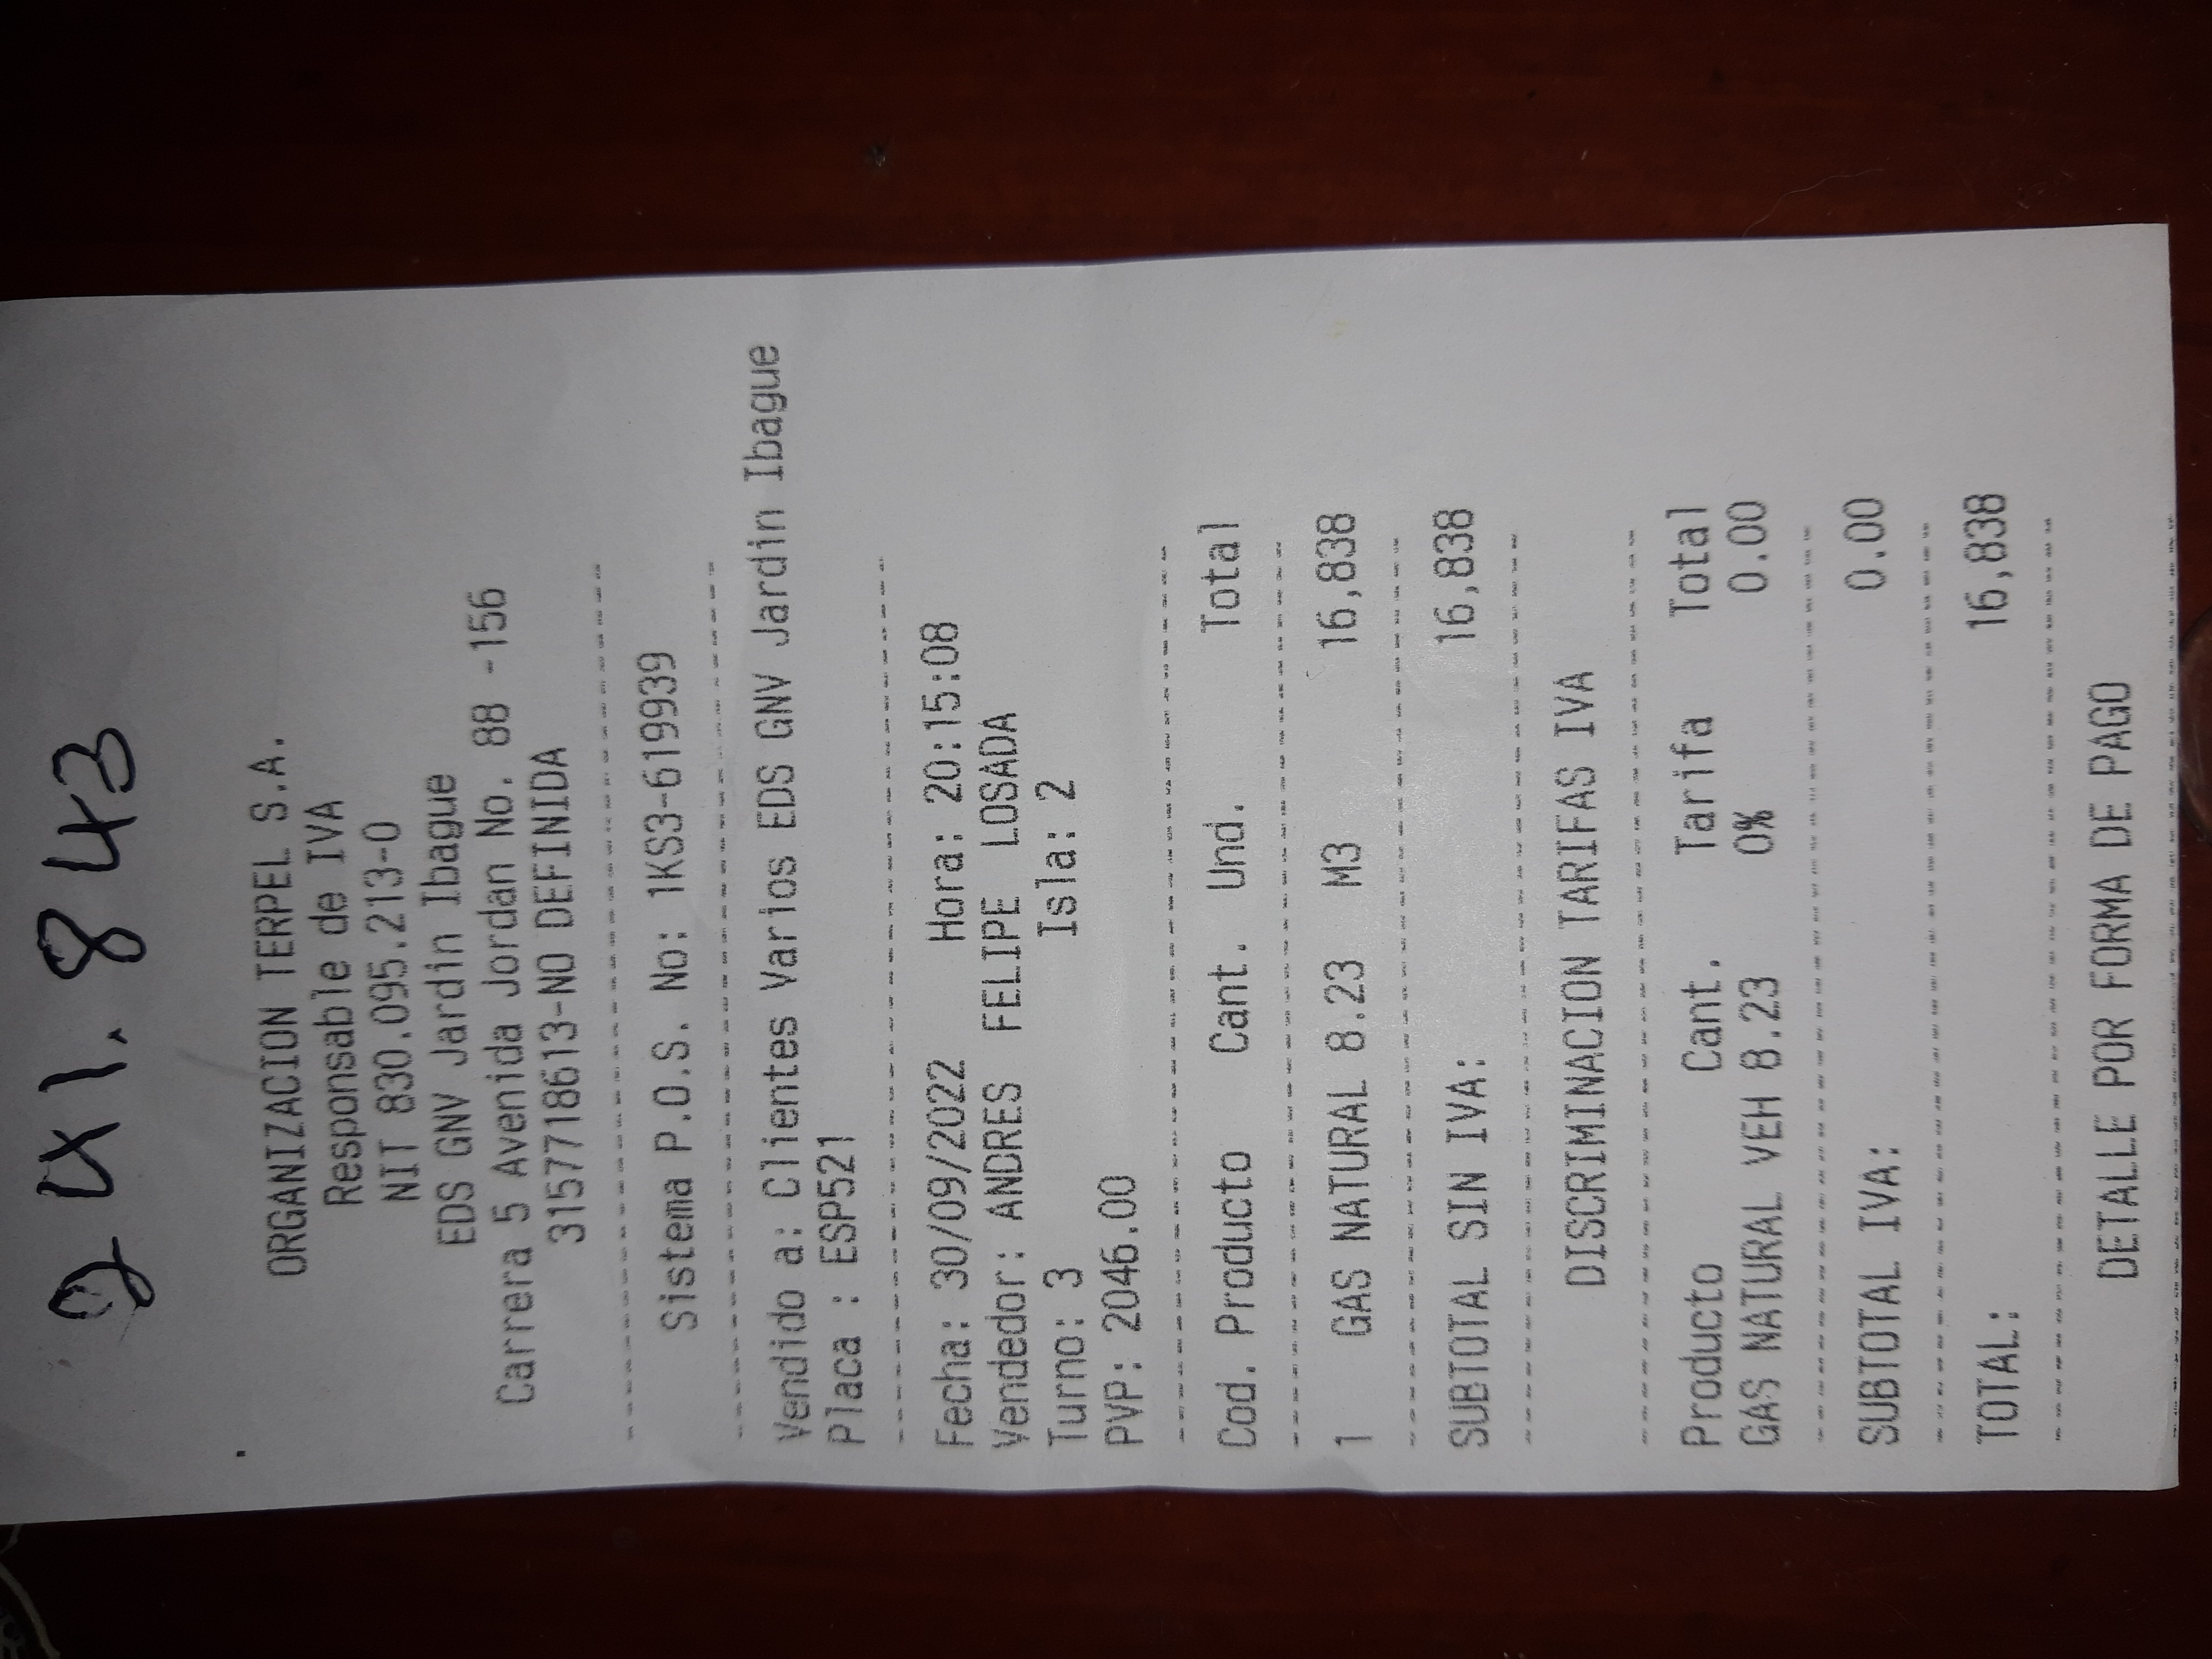 241.843
ORGANIZACION TERPEL S.A.
Responsable de IVA
NIT 830.095.213-0
EDS GNV Jardin Ibague
Carrera 5 Avenida Jordan No. 88 -156
3157718613-NO DEFINIDA
Sistema P.O.S. No: 1KS3-619939
Vendido a: Clientes Varios EDS GNV Jardin Ibague
Placa : ESP521
Fecha: 30/09/2022 Hora: 20:15:08
Vendedor: ANDRES FELIPE LOSADA
Turno: 3 Isla: 2
PVP: 2046.00
Cod. Producto Cant. Und. Total
1 GAS NATURAL 8.23 M3 16,838
SUBTOTAL SIN IVA: 16,838
DISCRIMINACION TARIFAS IVA
Producto Cant. Tarifa Total
GAS NATURAL VEH 8.23 0% 0.00
SUBTOTAL IVA: 0.00
TOTAL: 16,838
DETALLE POR FORMA DE PAGO